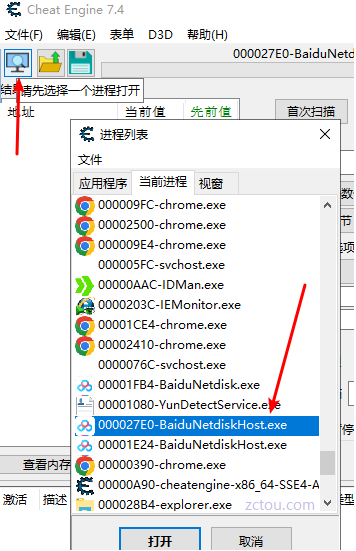 Cheat Engine 7.4
文件(F) 编辑(E) 表单 D3D 帮助(H)
000027E0-BaiduNetd
请先选择一个进程打开
地址 当前值 先前值 首次扫描
进程列表
文件
应用程序 当前进程 视窗
000009FC-chrome.exe
00002500-chrome.exe
000009E4-chrome.exe
000005FC-svchost.exe
00000AAC-IDMan.exe
0000203C-IEMonitor.exe
00001CE4-chrome.exe
00002410-chrome.exe
0000076C-svchost.exe
00001FB4-BaiduNetdisk.exe
00001080-YunDetectService.exe
000027E0-BaiduNetdiskHost.exe
00001E24-BaiduNetdiskHost.exe
00000390-chrome.exe
00000A90-cheatengine-x86_64-SSE4-A
000028B4-explorer.exe
zctou.com
查看内存
激活 描述
打开 取消